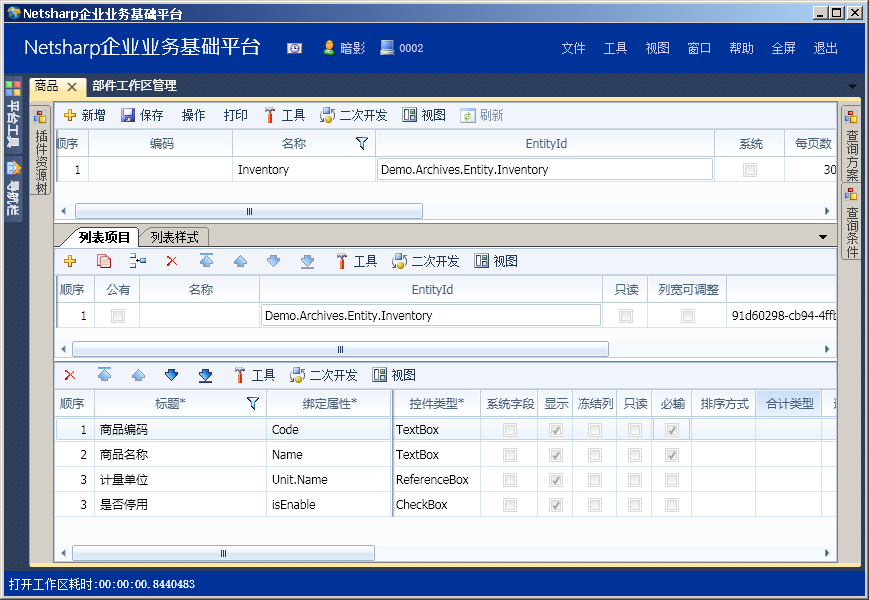 Netsharp企业业务基础平台
Netsharp企业业务基础平台 暗影 0002 文件 工具 视图 窗口 帮助 全屏 退出
商品 部件工作区管理
平台工具
导航栏
插件资源树
查询方案
查询条件
新增 保存 操作 打印 工具 二次开发 视图 刷新
顺序 编码 名称 EntityId 系统 每页数
1 Inventory Demo.Archives.Entity.Inventory 30
列表项目 列表样式
工具 二次开发 视图
顺序 公有 名称 EntityId 只读 列宽可调整
1 Demo.Archives.Entity.Inventory 91d60298-cb94-4ffb
工具 二次开发 视图
顺序 标题* 绑定属性* 控件类型* 系统字段 显示 冻结列 只读 必输 排序方式 合计类型
1 商品编码 Code TextBox
2 商品名称 Name TextBox
3 计量单位 Unit.Name ReferenceBox
3 是否停用 isEnable CheckBox
打开工作区耗时:00:00:00.8440483